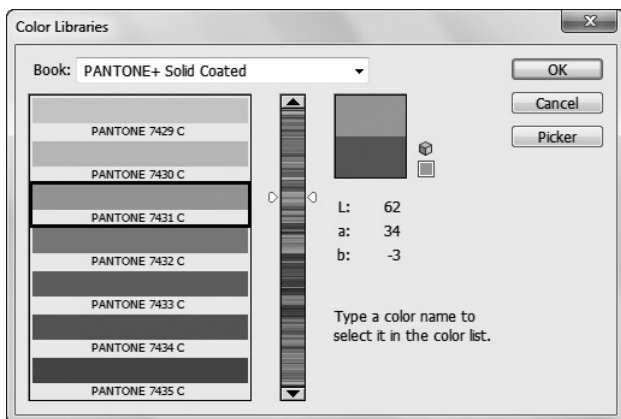 Color Libraries
Book: PANTONE+ Solid Coated
OK
Cancel
Picker
PANTONE 7429 C
PANTONE 7430 C
PANTONE 7431 C
PANTONE 7432 C
PANTONE 7433 C
PANTONE 7434 C
PANTONE 7435 C
L: 62
a: 34
b: -3
Type a color name to
select it in the color list.